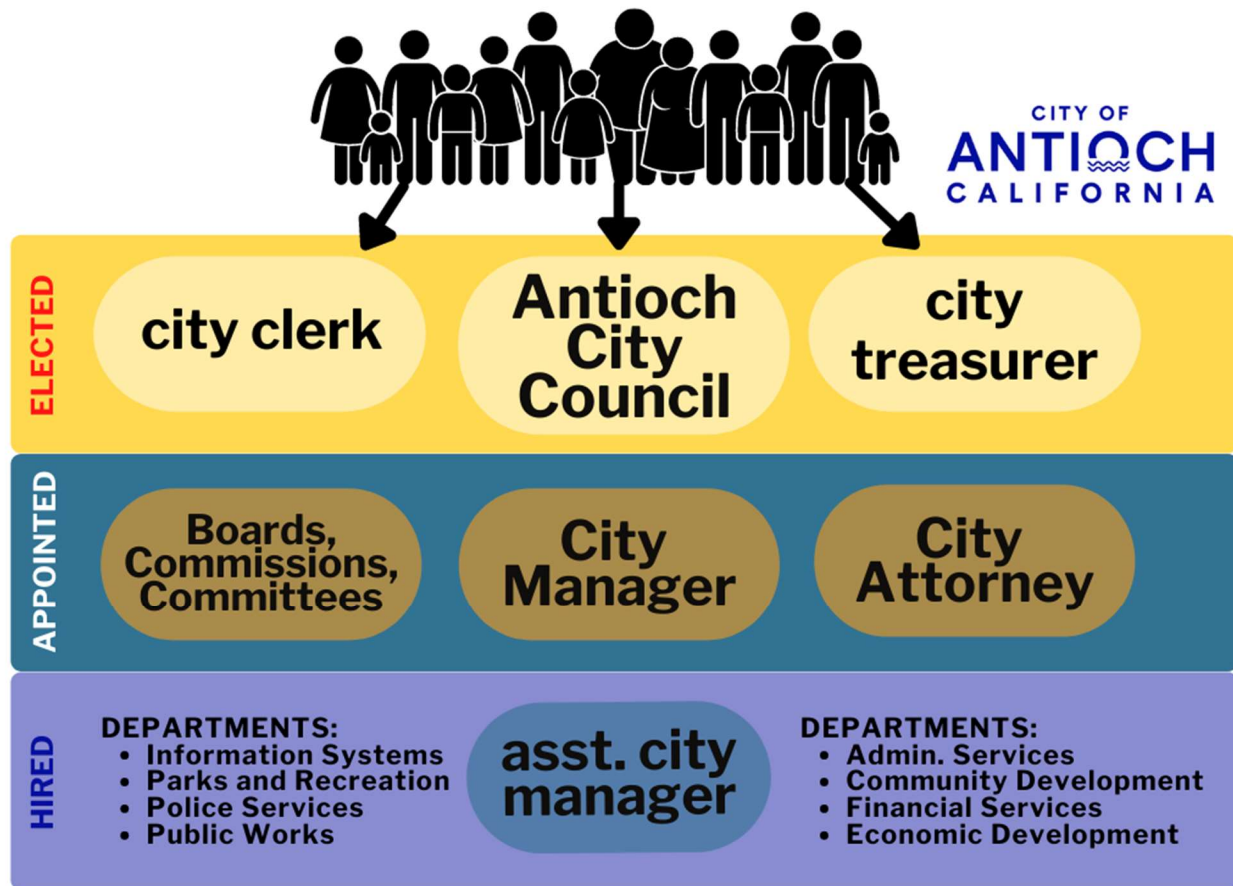 CITY OF
ANTIOCH
CALIFORNIA
ELECTED
city clerk
Antioch
City
Council
city
treasurer
APPOINTED
Boards,
Commissions,
Committees
City
Manager
City
Attorney
HIRED
DEPARTMENTS:
• Information Systems
• Parks and Recreation
• Police Services
• Public Works
asst. city
manager
DEPARTMENTS:
• Admin. Services
• Community Development
• Financial Services
• Economic Development